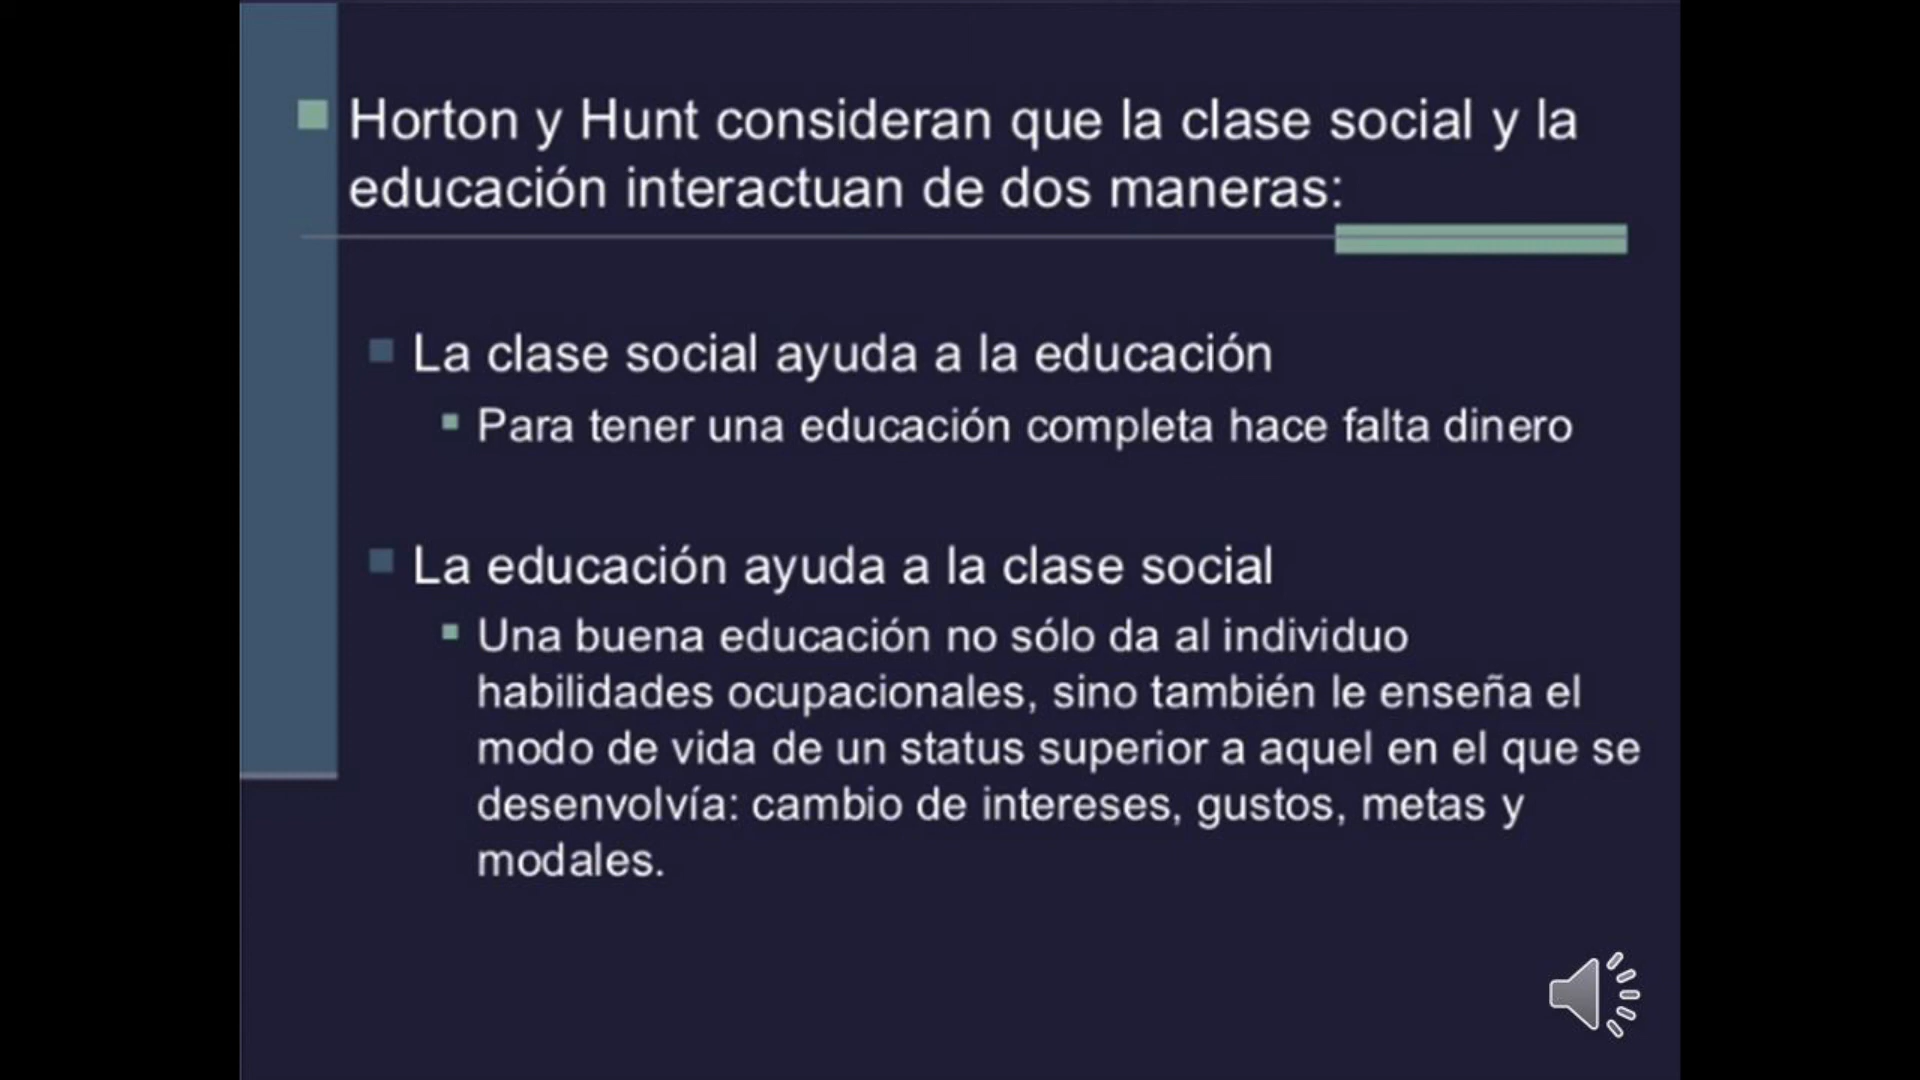 Horton y Hunt consideran que la clase social y la
educación interactuan de dos maneras:
La clase social ayuda a la educación
Para tener una educación completa hace falta dinero
La educación ayuda a la clase social
Una buena educación no sólo da al individuo
habilidades ocupacionales, sino también le enseña el
modo de vida de un status superior a aquel en el que se
desenvolvía: cambio de intereses, gustos, metas y
modales.